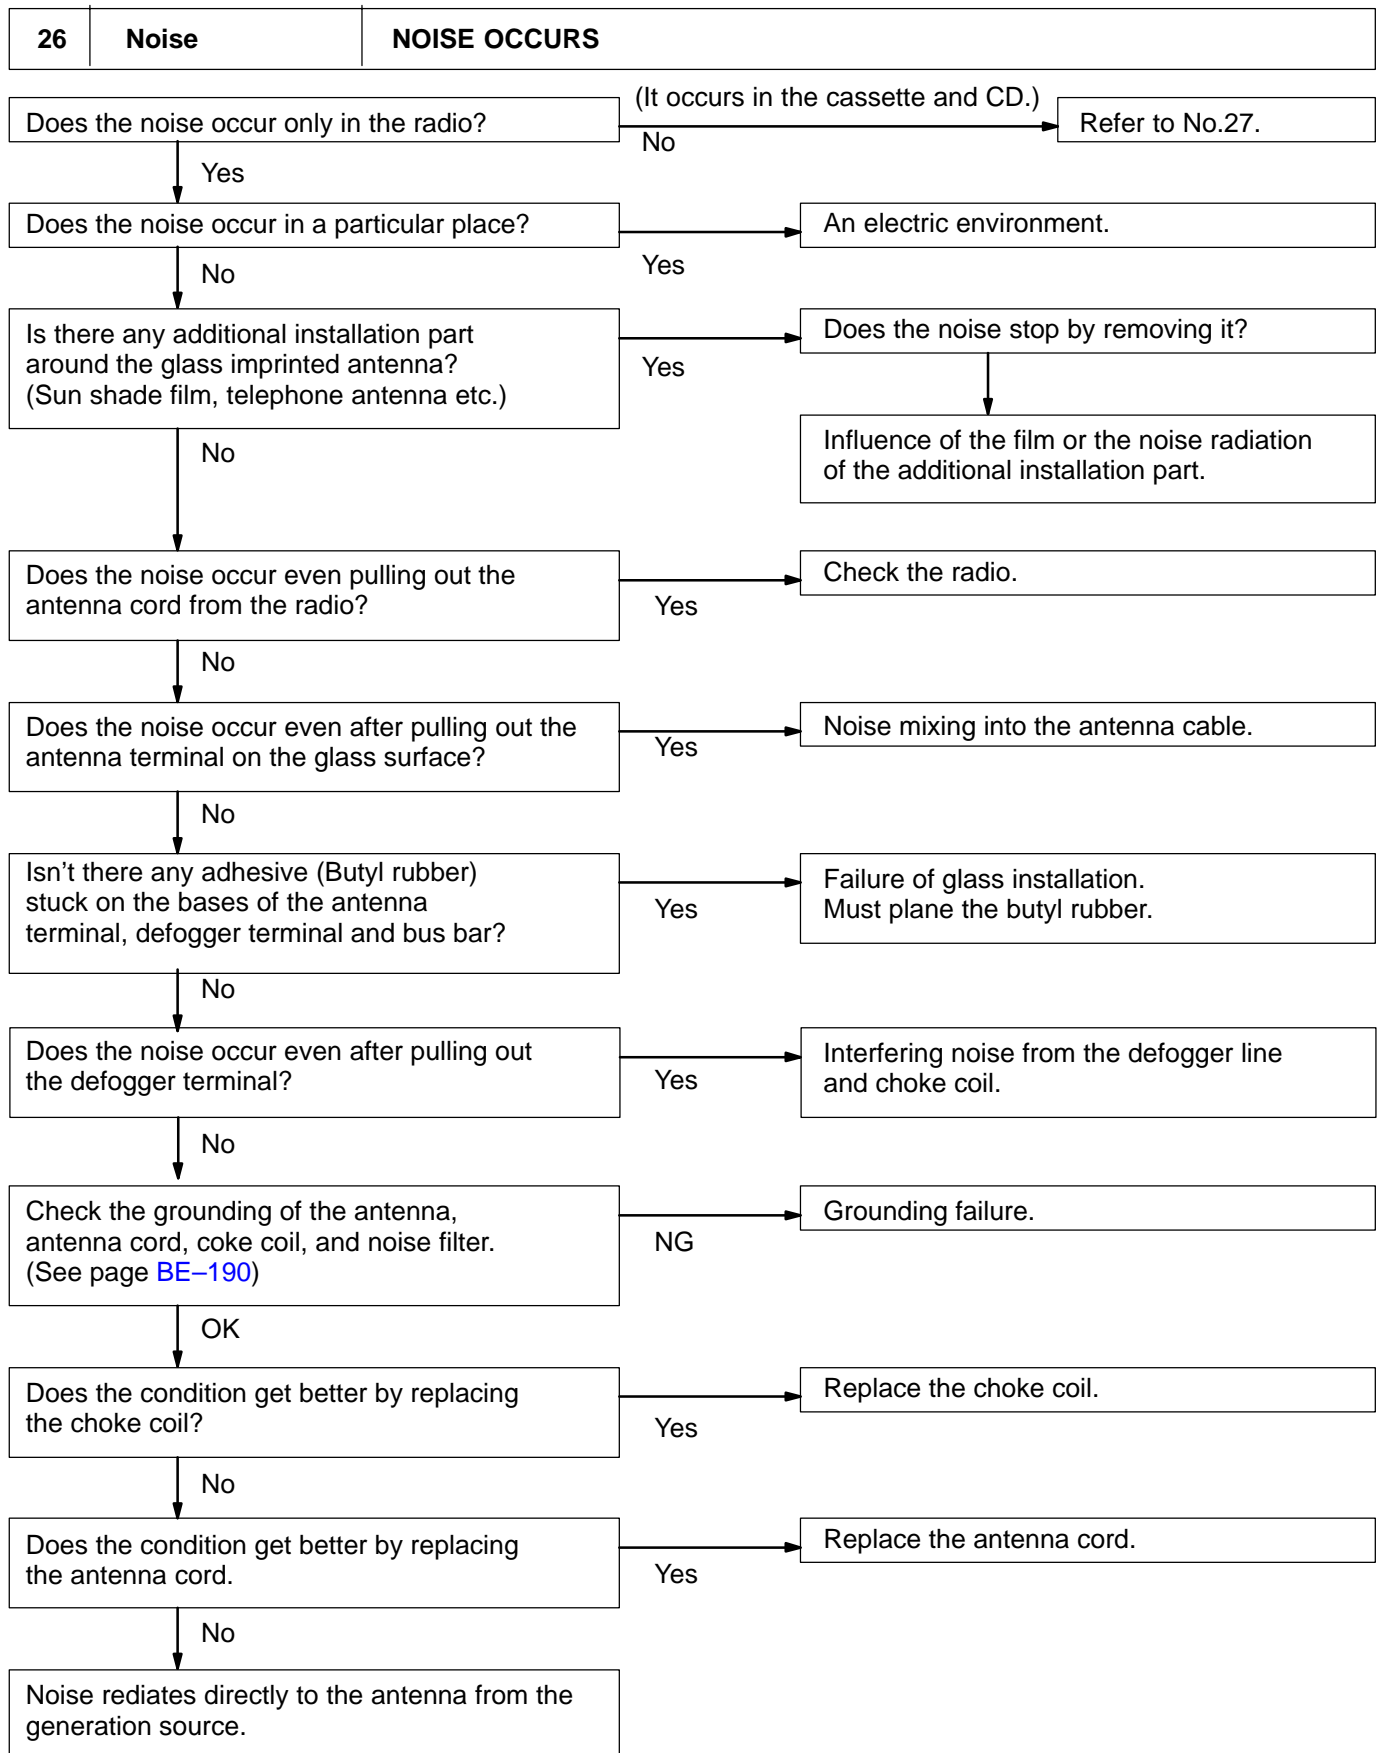 26 Noise NOISE OCCURS
(It occurs in the cassette and CD.)
Does the noise occur only in the radio?
No
Refer to No.27.
Yes
Does the noise occur in a particular place?
Yes
An electric environment.
No
Is there any additional installation part
around the glass imprinted antenna?
(Sun shade film, telephone antenna etc.)
Yes
Does the noise stop by removing it?
Influence of the film or the noise radiation
of the additional installation part.
No
Does the noise occur even pulling out the
antenna cord from the radio?
Yes
Check the radio.
No
Does the noise occur even after pulling out the
antenna terminal on the glass surface?
Yes
Noise mixing into the antenna cable.
No
Isn't there any adhesive (Butyl rubber)
stuck on the bases of the antenna
terminal, defogger terminal and bus bar?
Yes
Failure of glass installation.
Must plane the butyl rubber.
No
Does the noise occur even after pulling out
the defogger terminal?
Yes
Interfering noise from the defogger line
and choke coil.
No
Check the grounding of the antenna,
antenna cord, coke coil, and noise filter.
(See page BE–190)
NG
Grounding failure.
OK
Does the condition get better by replacing
the choke coil?
Yes
Replace the choke coil.
No
Does the condition get better by replacing
the antenna cord.
Yes
Replace the antenna cord.
No
Noise rediates directly to the antenna from the
generation source.